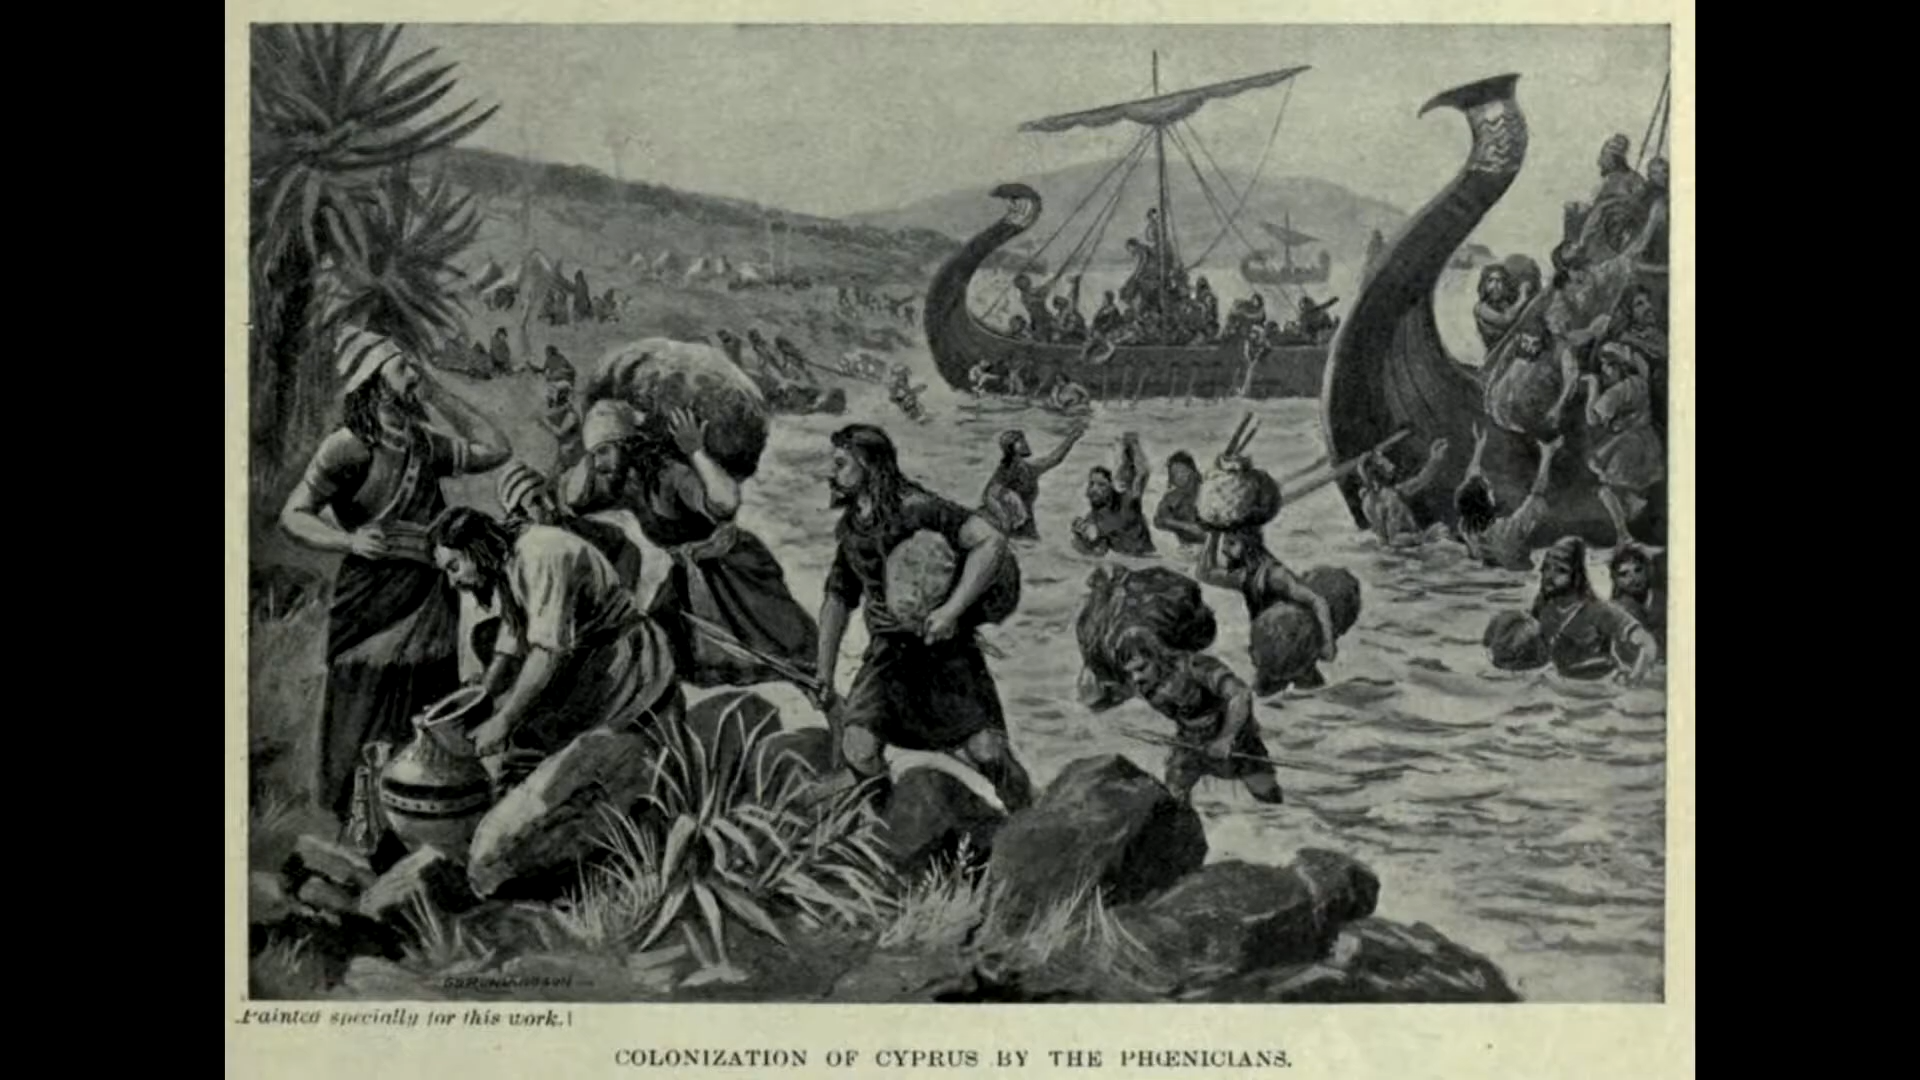 Painted specially for this work.]
COLONIZATION OF CYPRUS BY THE PHŒNICIANS.